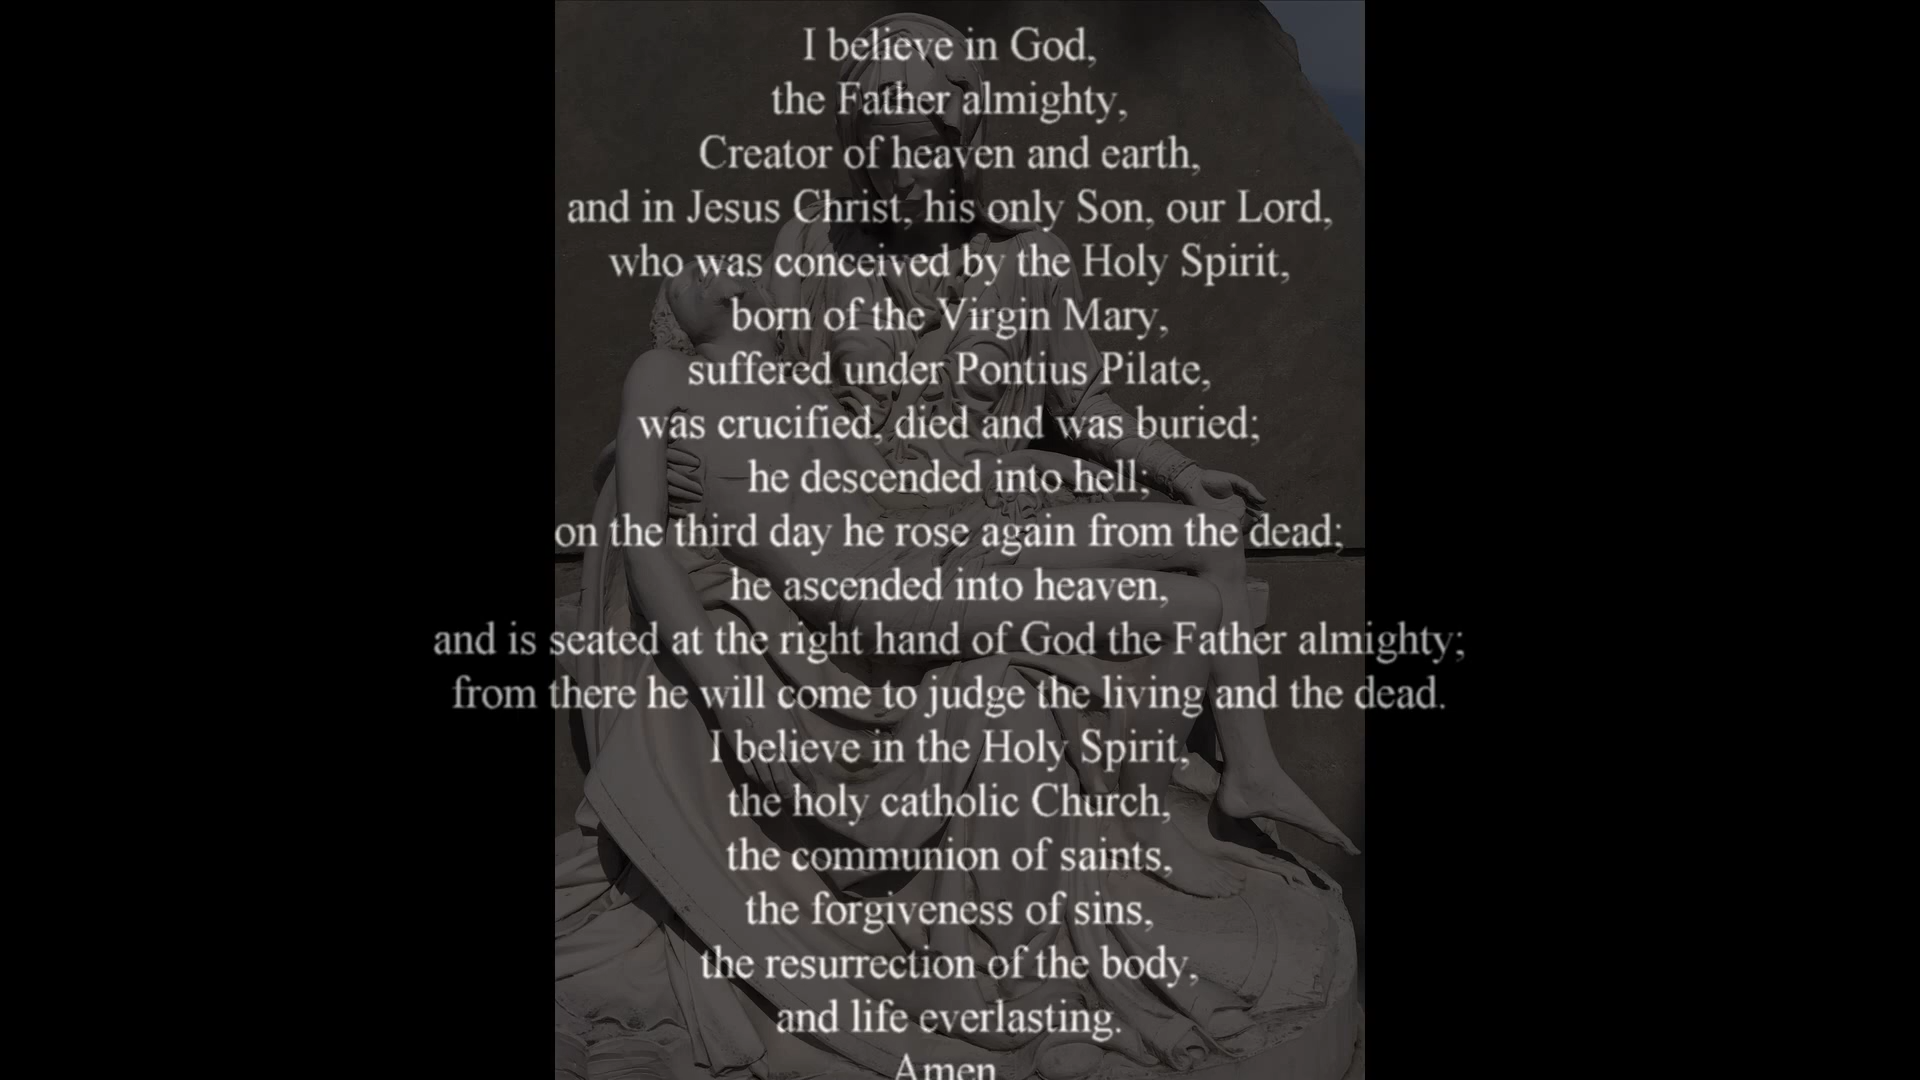 I believe in God,
the Father almighty,
Creator of heaven and earth,
and in Jesus Christ, his only Son, our Lord,
who was conceived by the Holy Spirit,
born of the Virgin Mary,
suffered under Pontius Pilate,
was crucified, died and was buried;
he descended into hell;
on the third day he rose again from the dead;
he ascended into heaven,
and is seated at the right hand of God the Father almighty;
from there he will come to judge the living and the dead.
I believe in the Holy Spirit,
the holy catholic Church,
the communion of saints,
the forgiveness of sins,
the resurrection of the body,
and life everlasting.
Amen